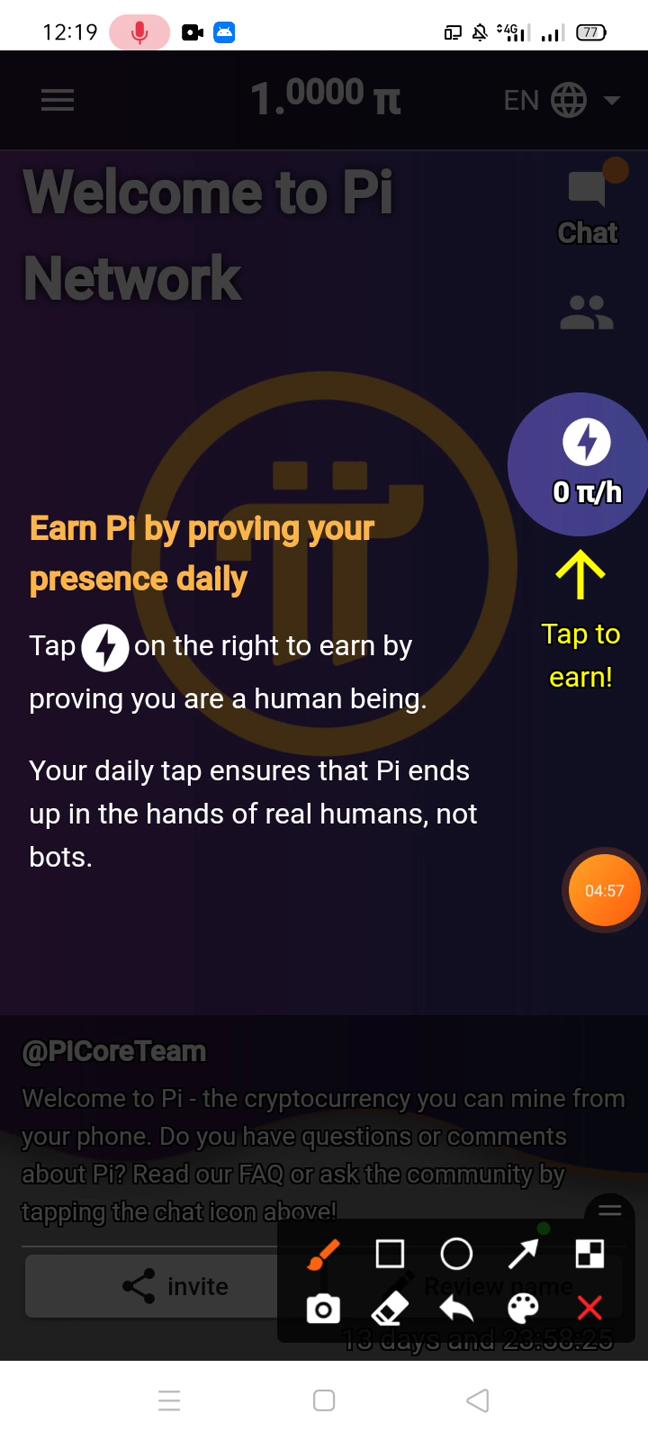 12:19
4G
77
1.0000 π
EN
Welcome to Pi
Network
Chat
0 π/h
Earn Pi by proving your
presence daily
Tap to
earn!
Tap on the right to earn by
proving you are a human being.
Your daily tap ensures that Pi ends
up in the hands of real humans, not
bots.
04:57
@PiCoreTeam
Welcome to Pi - the cryptocurrency you can mine from
your phone. Do you have questions or comments
about Pi? Read our FAQ or ask the community by
tapping the chat icon above!
invite
Review name
13 days and 23:58:25